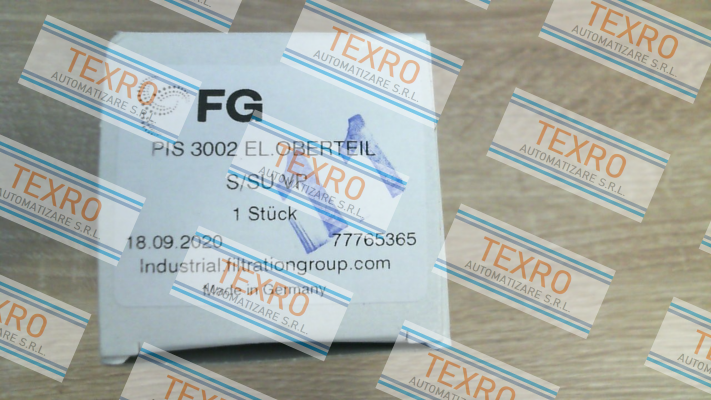 FG
PIS 3002 EL.OBERTEIL
S/SU VP
1 Stück
18.09.2020 77765365
Industrial.filtrationgroup.com
Made in Germany
TEXRO
AUTOMATIZARE S.R.L.